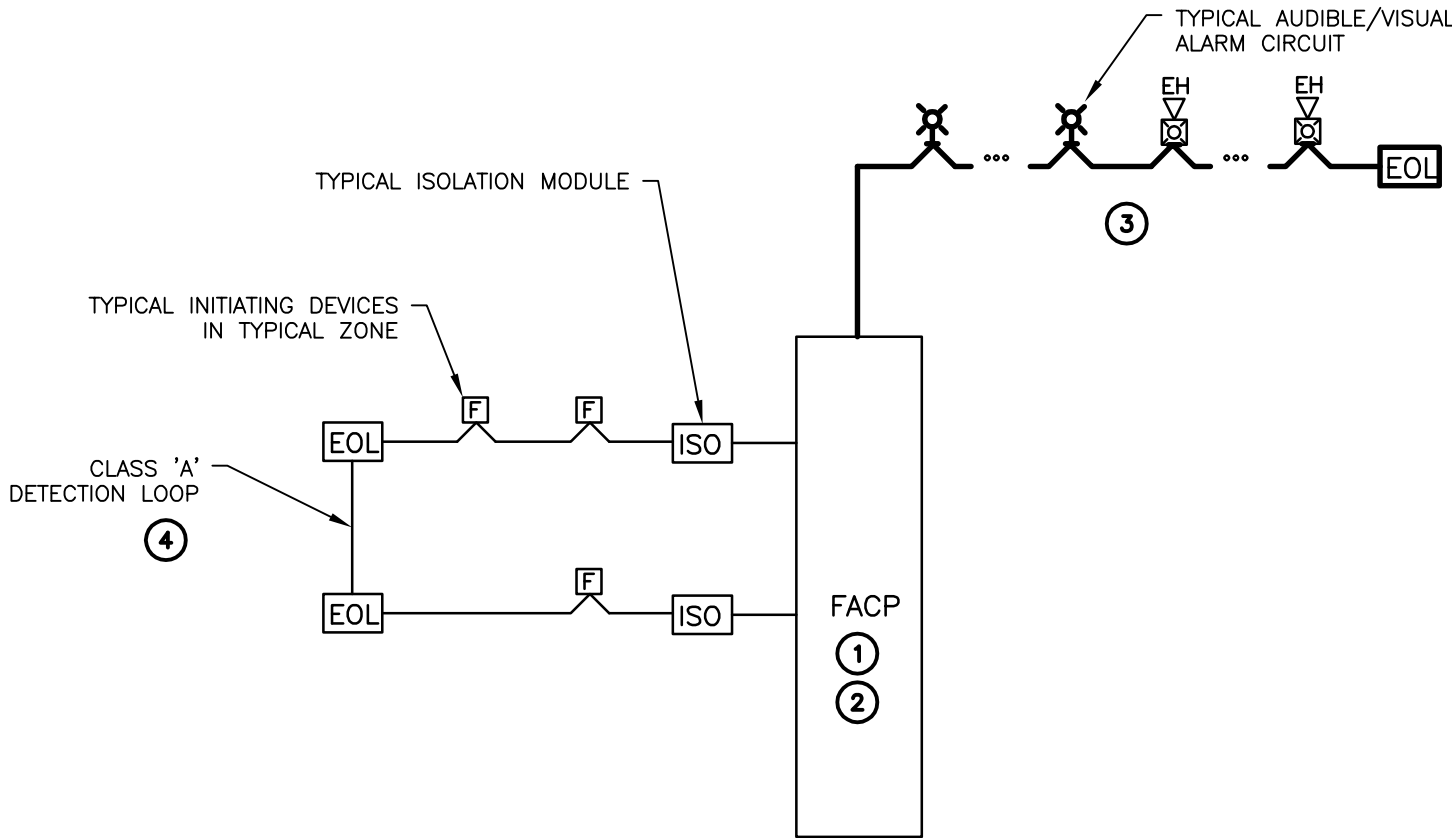 TYPICAL AUDIBLE/VISUAL
ALARM CIRCUIT
EH
EH
EOL
3
TYPICAL ISOLATION MODULE
TYPICAL INITIATING DEVICES
IN TYPICAL ZONE
F
F
EOL
ISO
CLASS 'A'
DETECTION LOOP
4
F
EOL
ISO
FACP
1
2